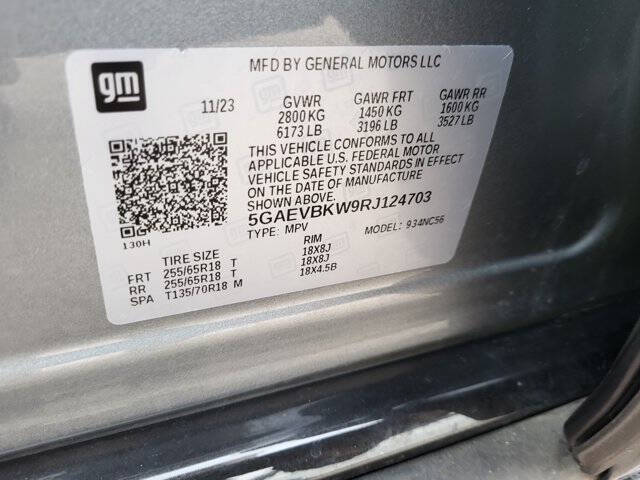 MFD BY GENERAL MOTORS LLC
gm
11/23
GVWR GAWR FRT GAWR RR
2800 KG 1450 KG 1600 KG
6173 LB 3196 LB 3527 LB
THIS VEHICLE CONFORMS TO ALL
APPLICABLE U.S. FEDERAL MOTOR
VEHICLE SAFETY STANDARDS IN EFFECT
ON THE DATE OF MANUFACTURE
SHOWN ABOVE.
5GAEVBKW9RJ124703
TYPE: MPV MODEL: 934NC56
130H
TIRE SIZE RIM
FRT 255/65R18 T 18X8J
RR 255/65R18 T 18X8J
SPA T135/70R18 M 18X4.5B